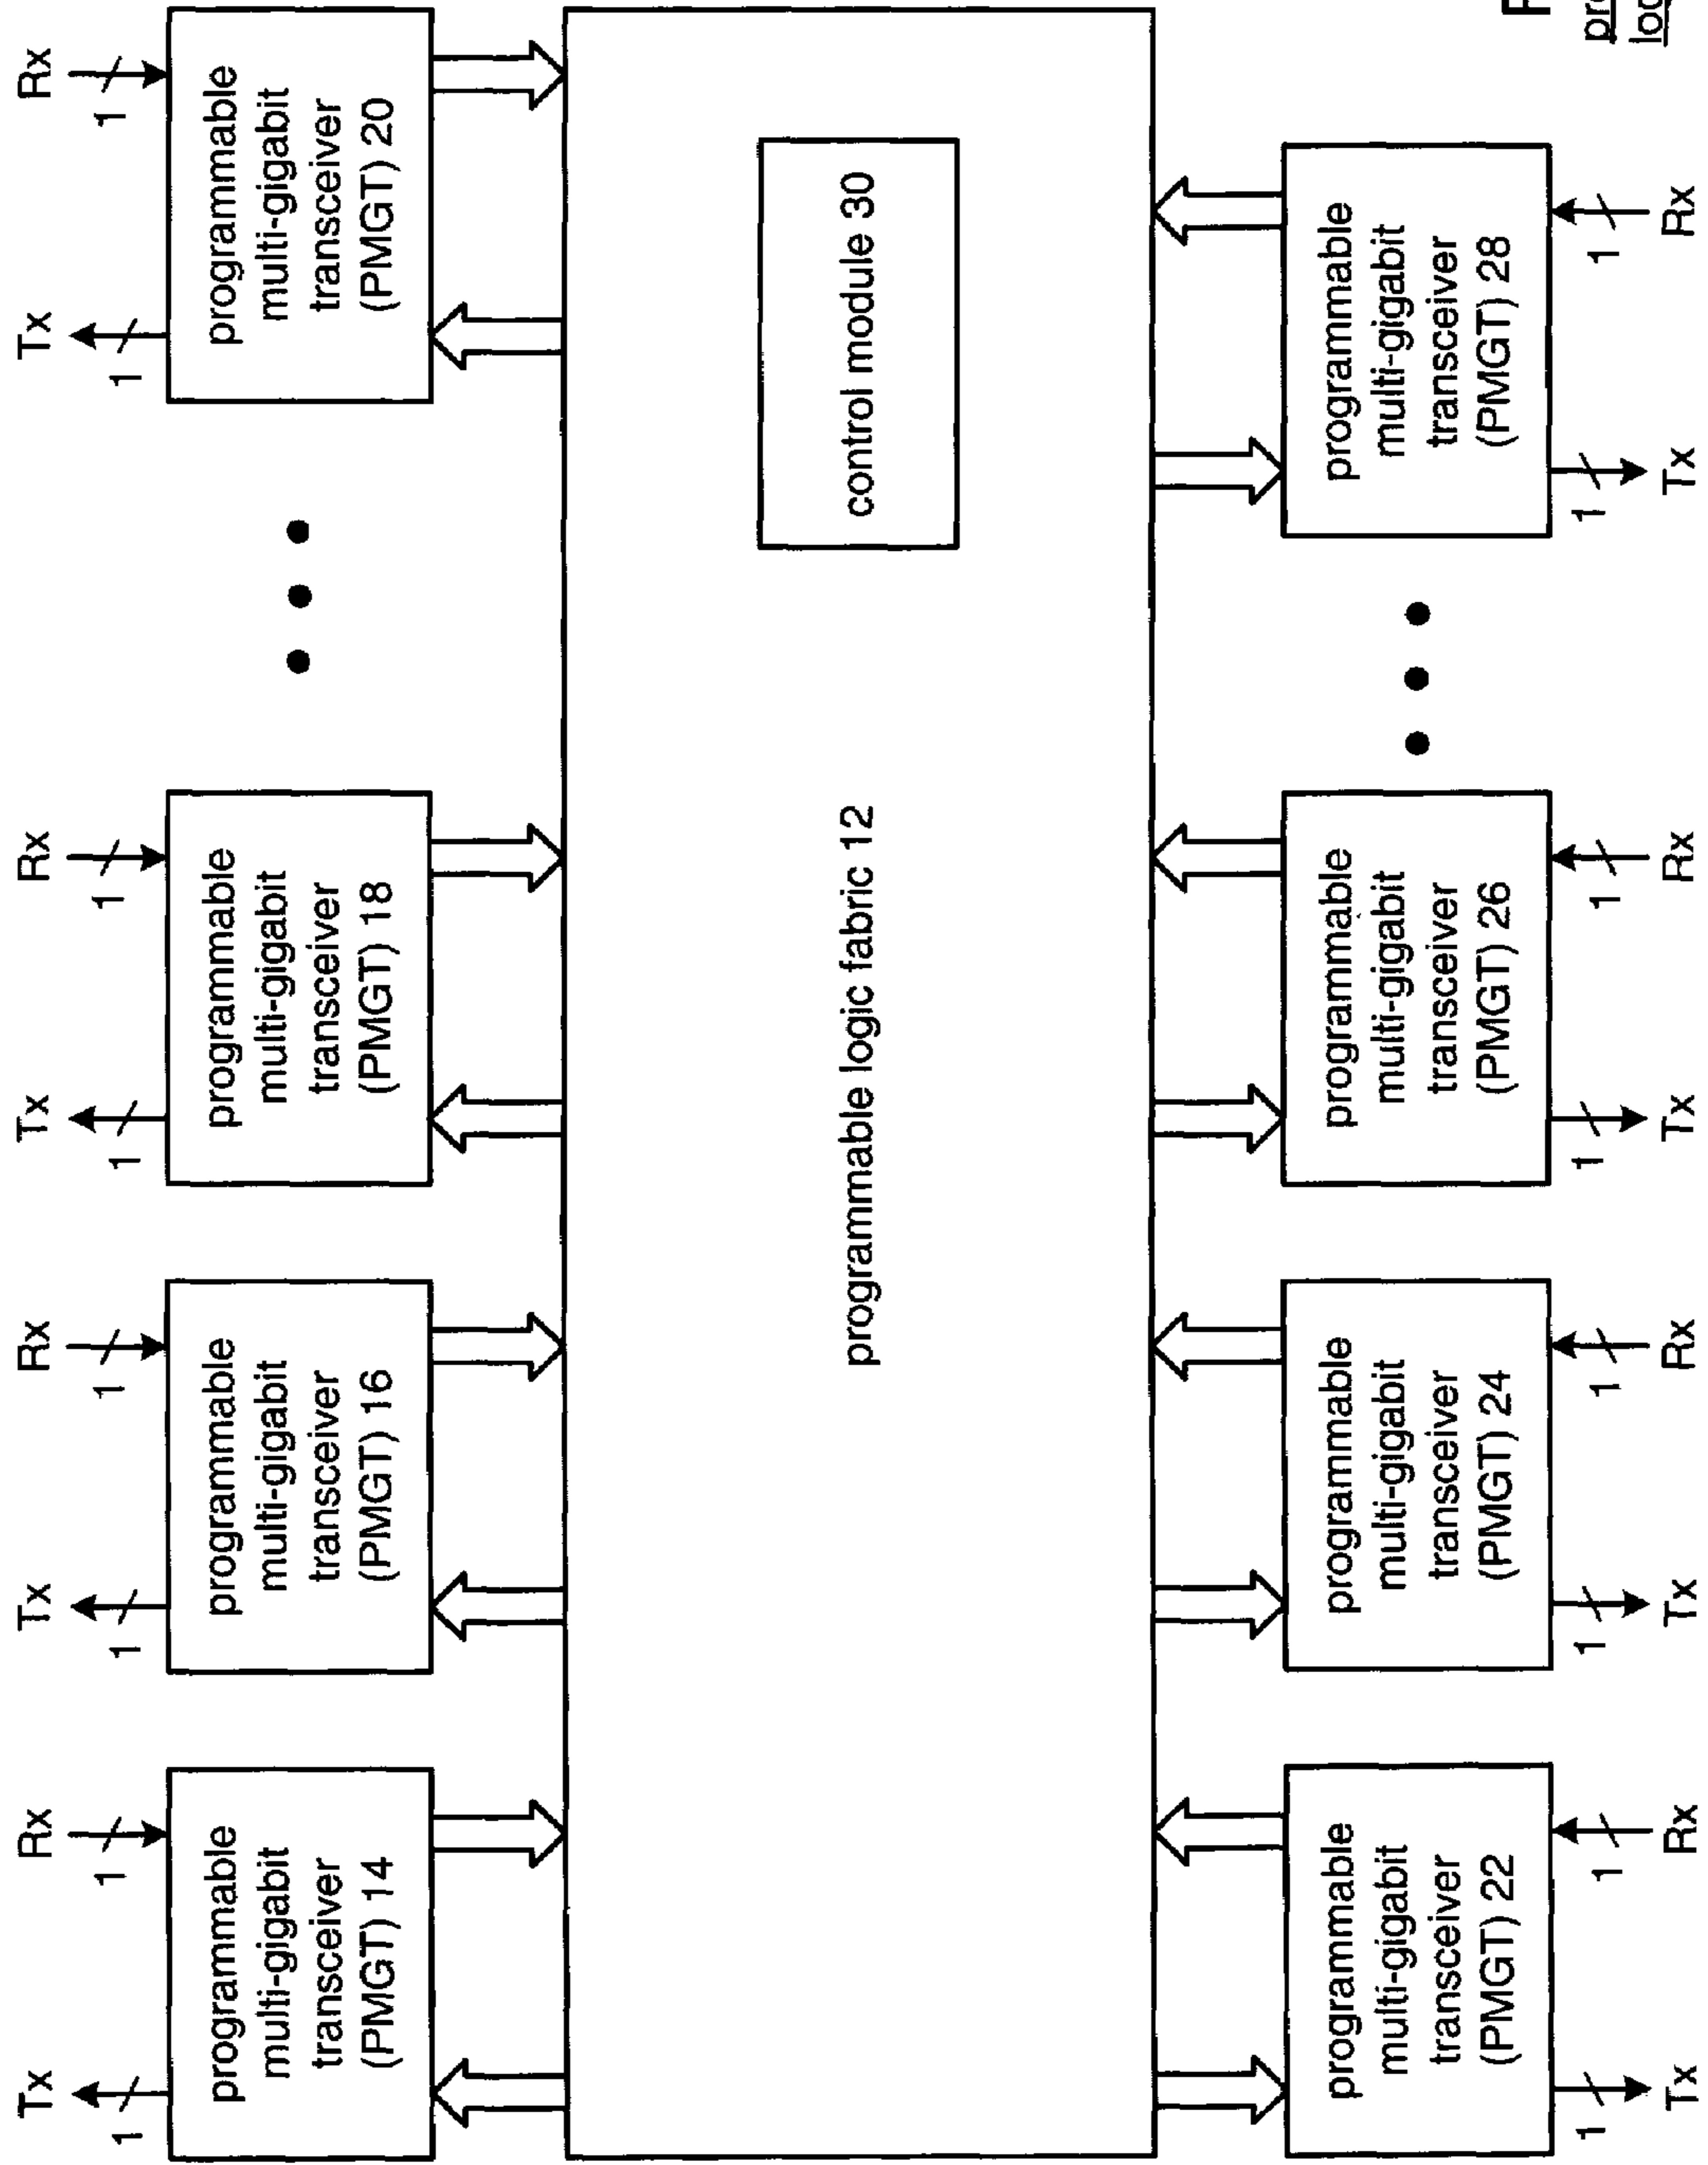 Tx
Rx
Tx
Rx
Tx
Rx
Tx
Rx
1
1
1
1
1
1
1
1
programmable
multi-gigabit
transceiver
(PMGT) 14
programmable
multi-gigabit
transceiver
(PMGT) 16
programmable
multi-gigabit
transceiver
(PMGT) 18
programmable
multi-gigabit
transceiver
(PMGT) 20
programmable logic fabric 12
control module 30
programmable
multi-gigabit
transceiver
(PMGT) 22
programmable
multi-gigabit
transceiver
(PMGT) 24
programmable
multi-gigabit
transceiver
(PMGT) 26
programmable
multi-gigabit
transceiver
(PMGT) 28
1
1
1
1
1
1
1
1
Tx
Rx
Tx
Rx
Tx
Rx
Tx
Rx